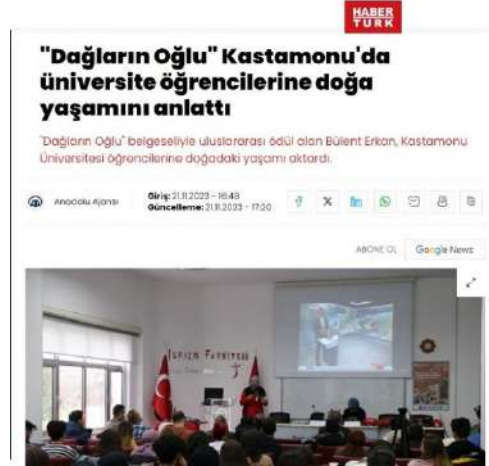 HABER
TÜRK
"Dağların Oğlu" Kastamonu'da
üniversite öğrencilerine doğa
yaşamını anlattı
"Dağların Oğlu" belgeseliyle uluslararası ödül alan Bülent Erkan, Kastamonu
Üniversitesi öğrencilerine doğadaki yaşamı aktardı.
Anadolu Ajansı
Giriş: 21.11.2023 - 16:48
Güncelleme: 21.11.2023 - 17:20
ABONE OL Google News